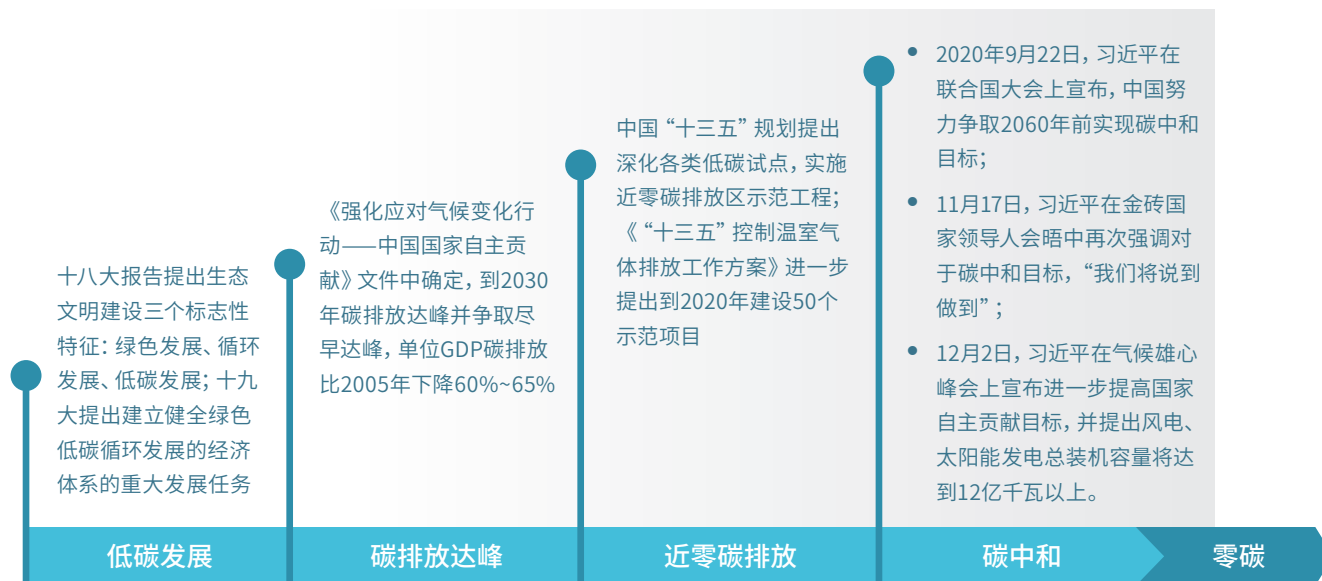 十八大报告提出生态
文明建设三个标志性
特征：绿色发展、循环
发展、低碳发展；十九
大提出建立健全绿色
低碳循环发展的经济
体系的重大发展任务
《强化应对气候变化行
动——中国国家自主贡
献》文件中确定，到2030
年碳排放达峰并争取尽
早达峰，单位GDP碳排放
比2005年下降60%~65%
中国“十三五”规划提出
深化各类低碳试点，实施
近零碳排放区示范工程；
《“十三五”控制温室气
体排放工作方案》进一步
提出到2020年建设50个
示范项目
• 2020年9月22日，习近平在
联合国大会上宣布，中国努
力争取2060年前实现碳中和
目标；
• 11月17日，习近平在金砖国
家领导人会晤中再次强调对
于碳中和目标，“我们将说到
做到”；
• 12月2日，习近平在气候雄心
峰会上宣布进一步提高国家
自主贡献目标，并提出风电、
太阳能发电总装机容量将达
到12亿千瓦以上。
低碳发展
碳排放达峰
近零碳排放
碳中和
零碳